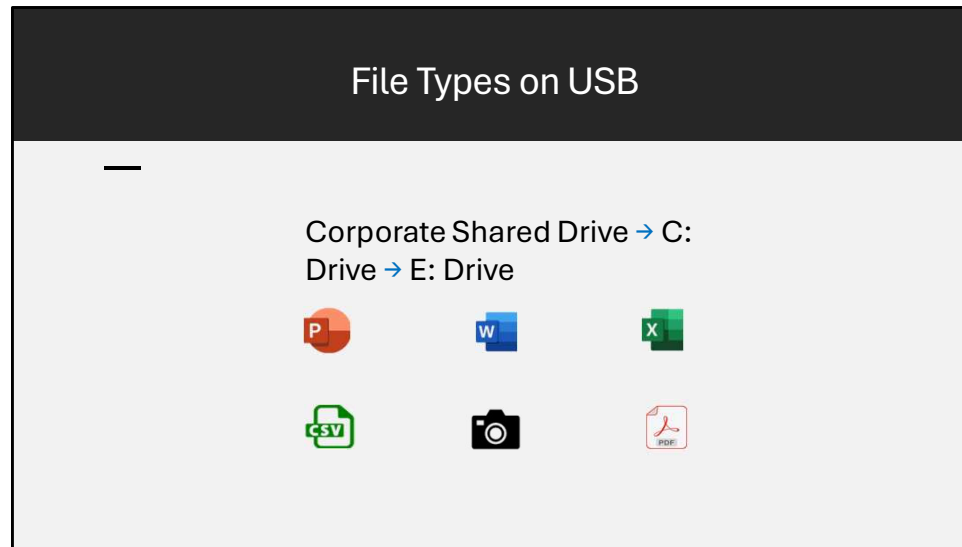 File Types on USB
Corporate Shared Drive → C:
Drive → E: Drive
P
W
X
CSV
PDF